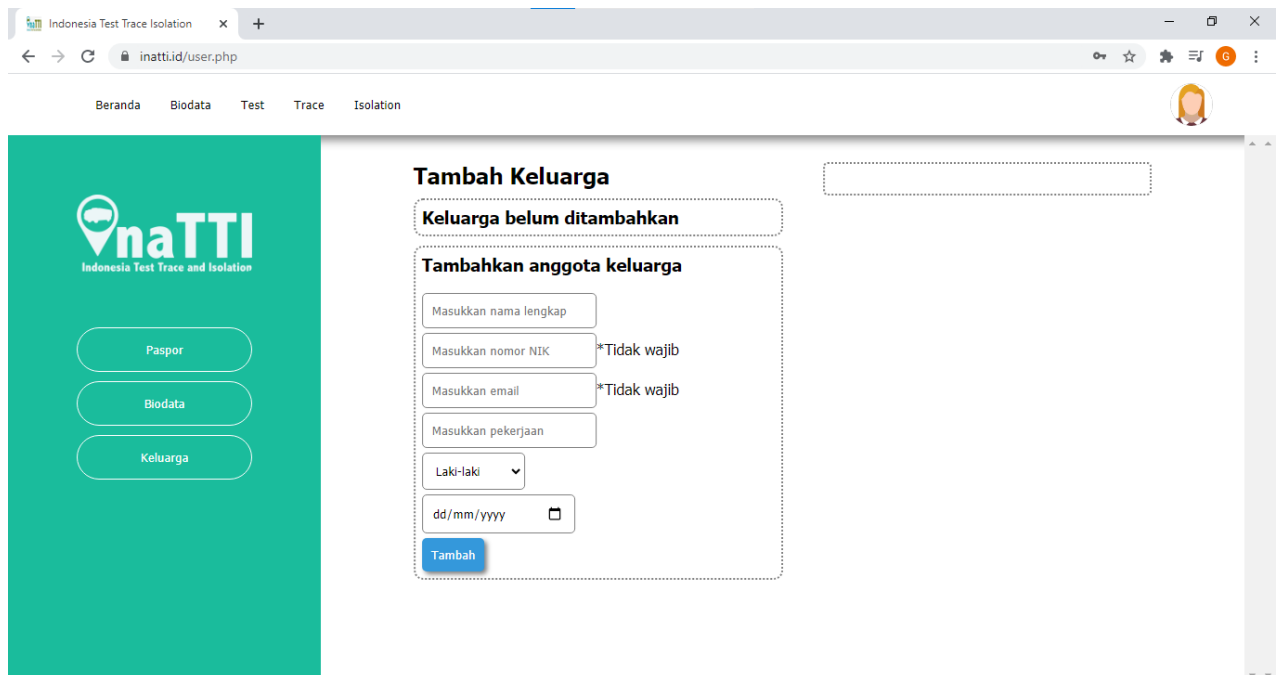 Indonesia Test Trace Isolation
inatti.id/user.php
G
Beranda Biodata Test Trace Isolation
inaTTI
Indonesia Test Trace and Isolation
Paspor
Biodata
Keluarga
Tambah Keluarga
Keluarga belum ditambahkan
Tambahkan anggota keluarga
Masukkan nama lengkap
Masukkan nomor NIK *Tidak wajib
Masukkan email *Tidak wajib
Masukkan pekerjaan
Laki-laki
dd/mm/yyyy
Tambah